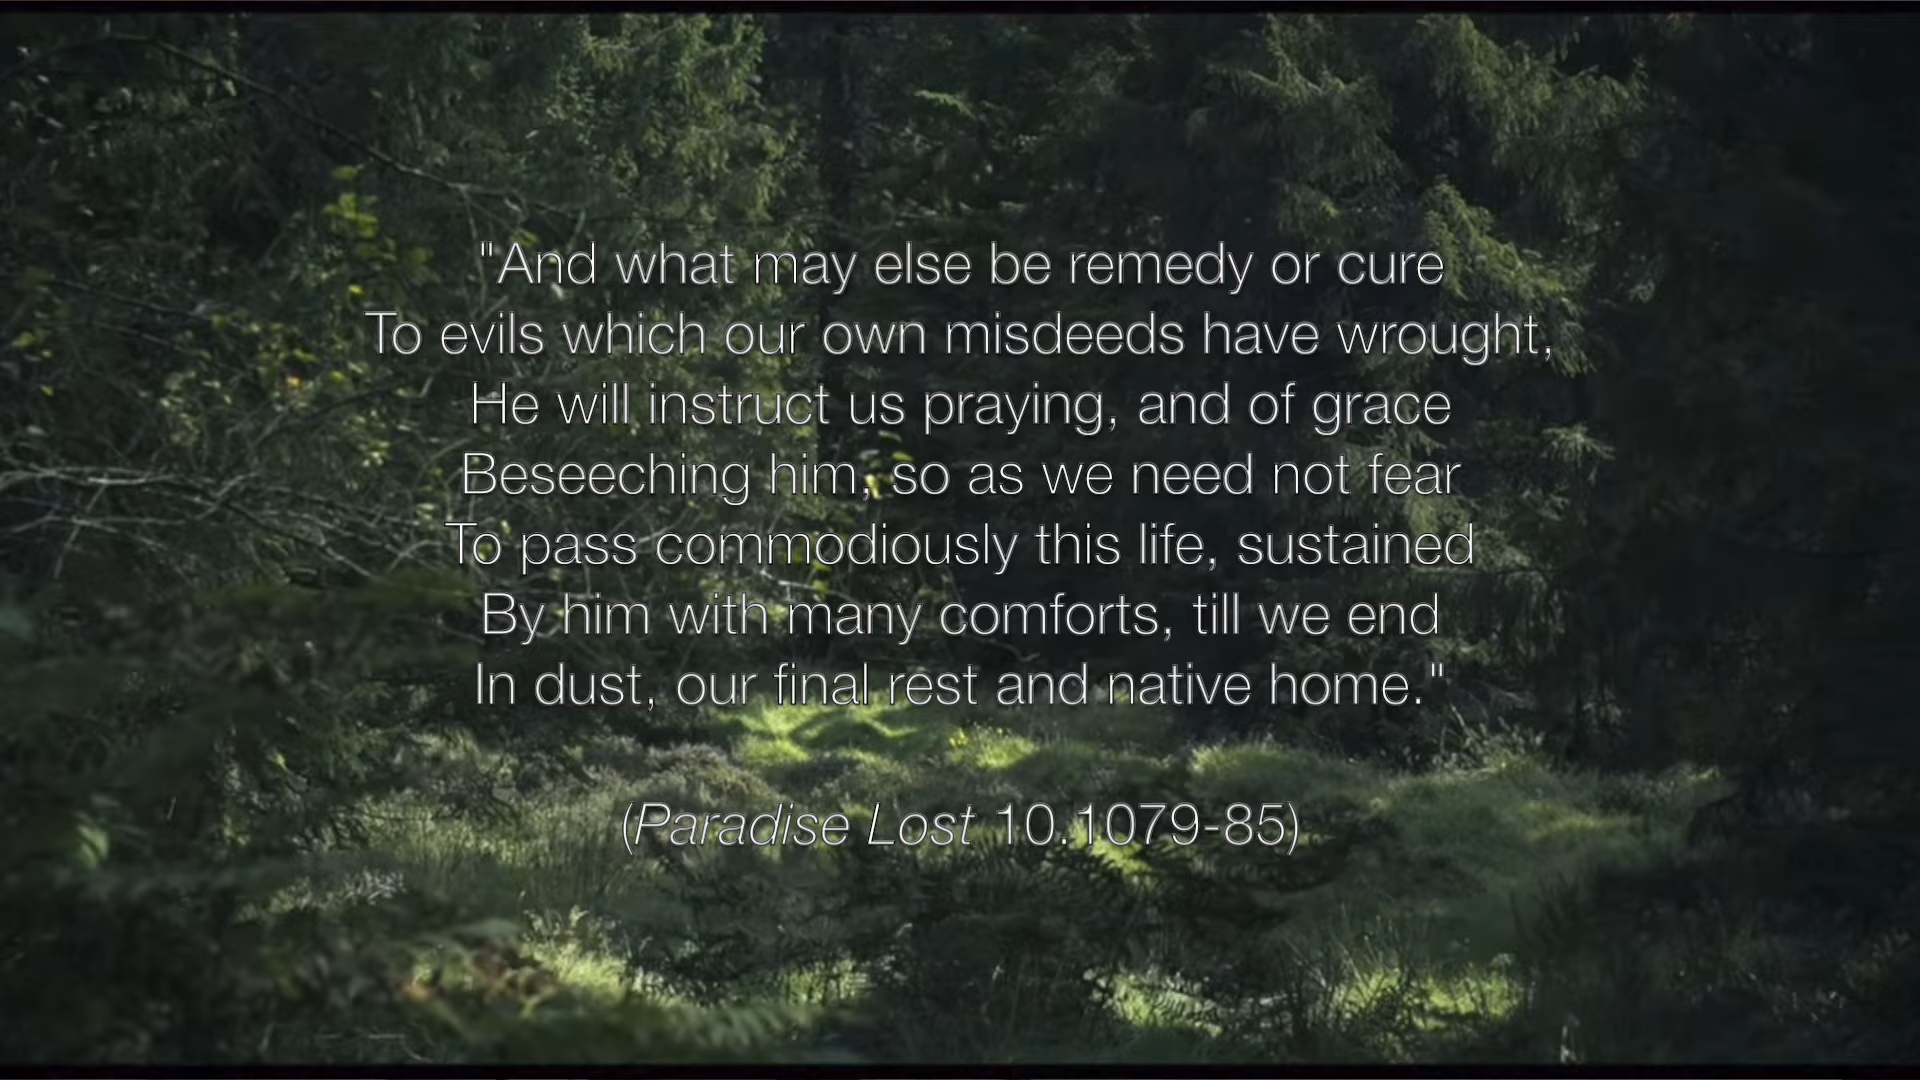 "And what may else be remedy or cure
To evils which our own misdeeds have wrought,
He will instruct us praying, and of grace
Beseeching him, so as we need not fear
To pass commodiously this life, sustained
By him with many comforts, till we end
In dust, our final rest and native home."
(Paradise Lost 10.1079-85)